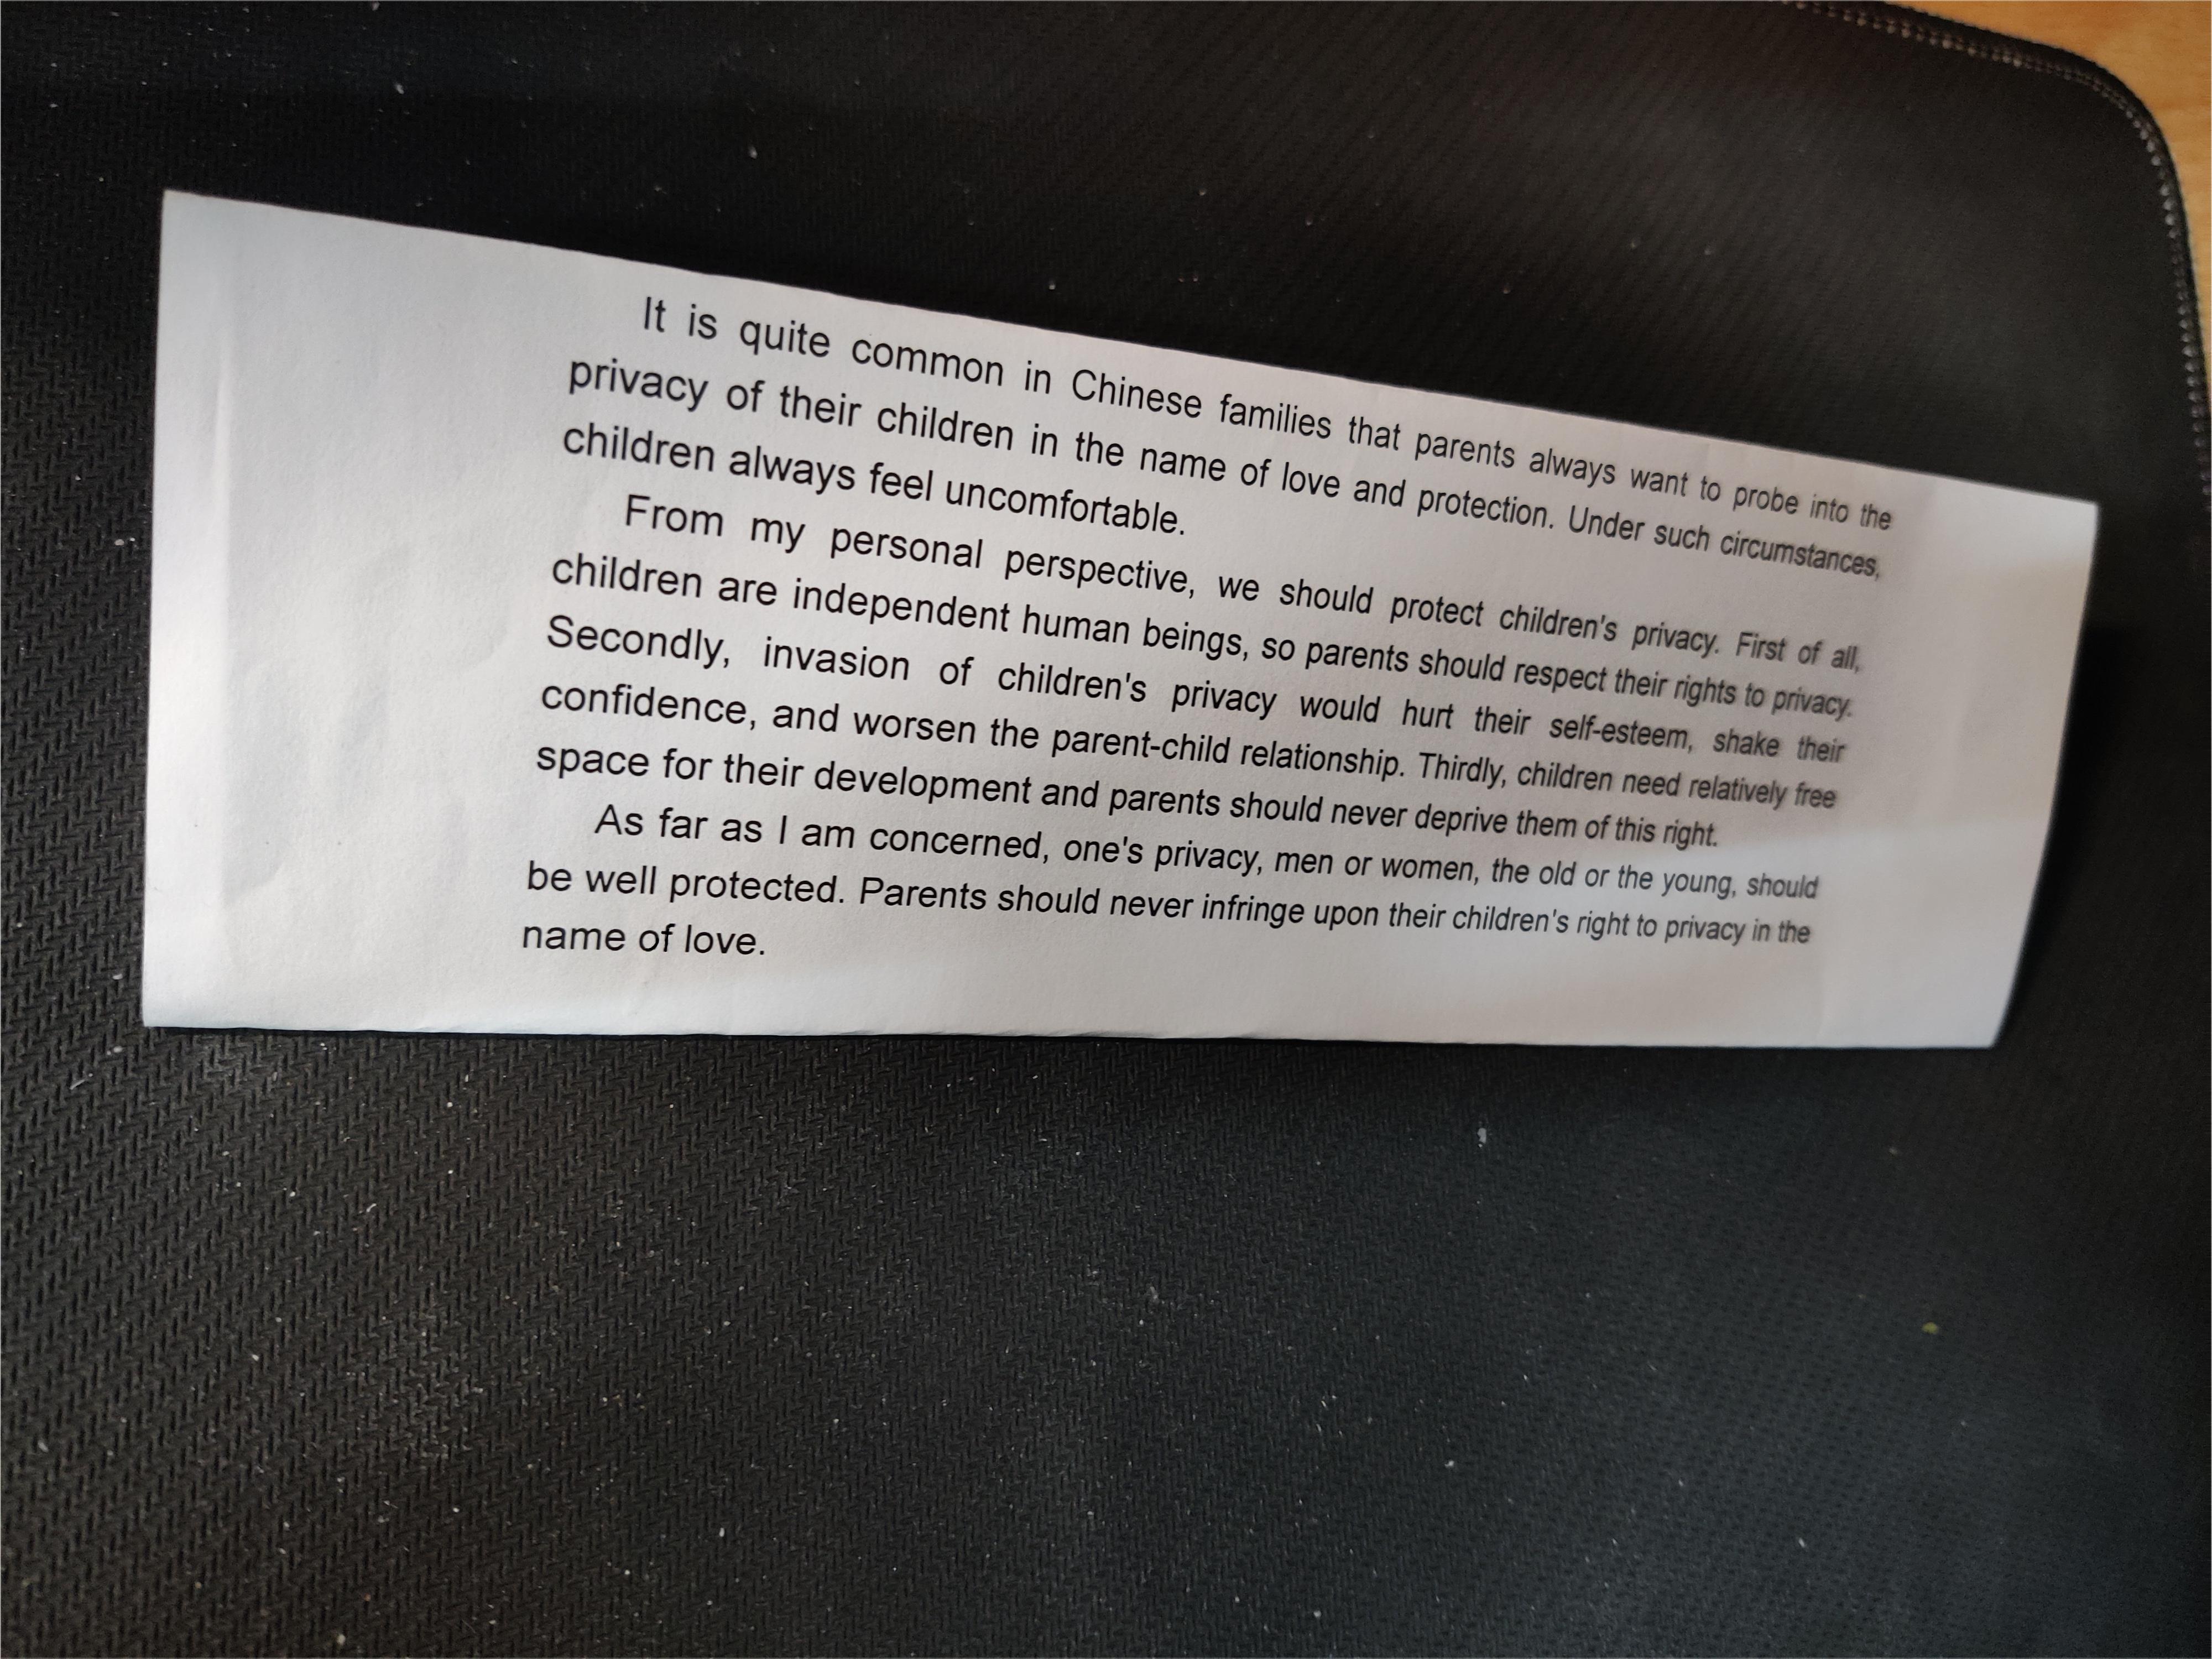 It is quite common in Chinese families that parents always want to probe into the
privacy of their children in the name of love and protection. Under such circumstances,
children always feel uncomfortable.
From my personal perspective, we should protect children's privacy. First of all,
children are independent human beings, so parents should respect their rights to privacy.
Secondly, invasion of children's privacy would hurt their self-esteem, shake their
confidence, and worsen the parent-child relationship. Thirdly, children need relatively free
space for their development and parents should never deprive them of this right.
As far as I am concerned, one's privacy, men or women, the old or the young, should
be well protected. Parents should never infringe upon their children's right to privacy in the
name of love.